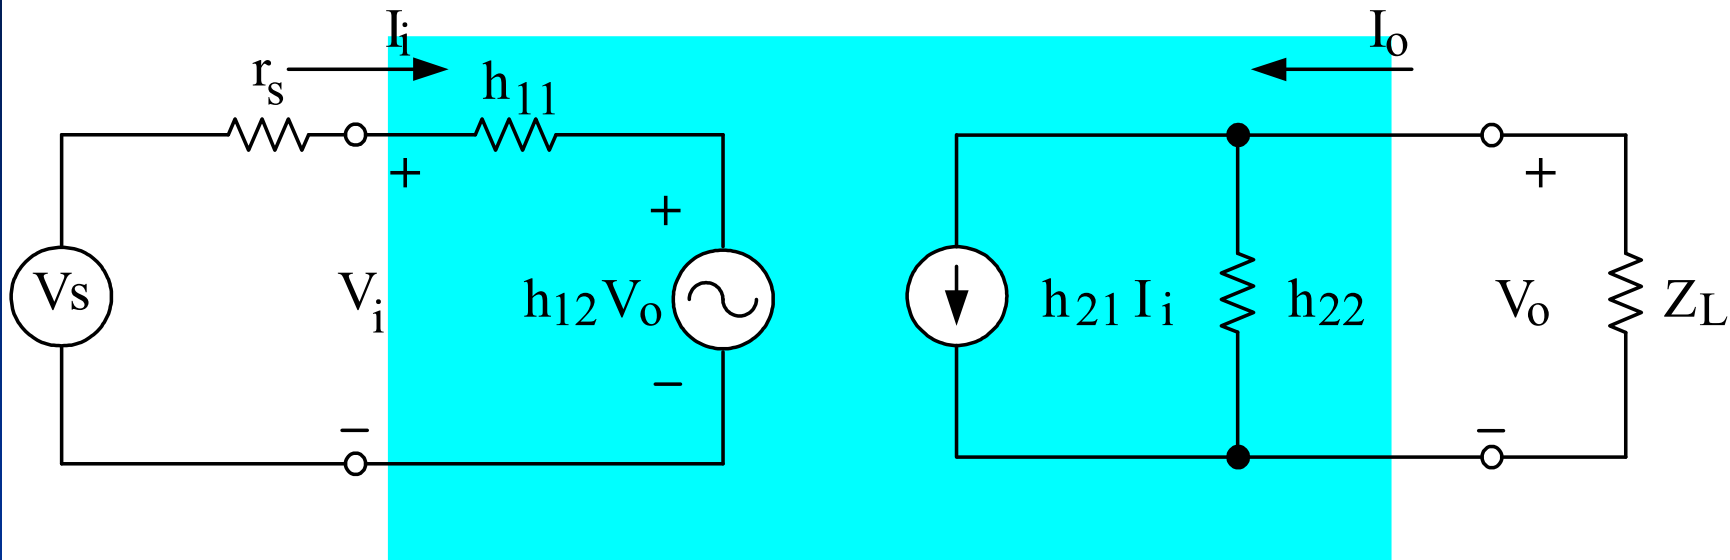 Ii
Io
rs
h11
+
+
+
Vs
Vi
h12Vo
h21 Ii
h22
Vo
ZL
−
−
−